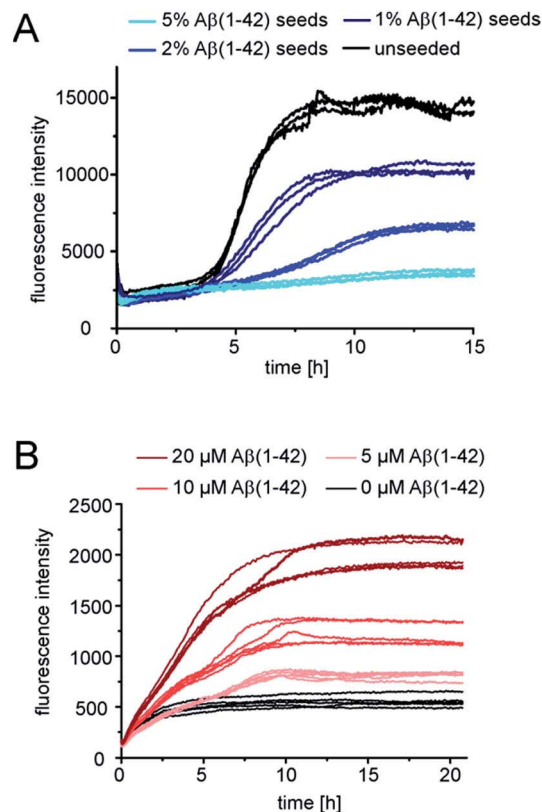 A
5% Aβ(1-42) seeds 1% Aβ(1-42) seeds
2% Aβ(1-42) seeds unseeded
15000
10000
5000
0
fluorescence intensity
0 5 10 15
time [h]
B
20 µM Aβ(1-42) 5 µM Aβ(1-42)
10 µM Aβ(1-42) 0 µM Aβ(1-42)
2500
2000
1500
1000
500
0
fluorescence intensity
0 5 10 15 20
time [h]